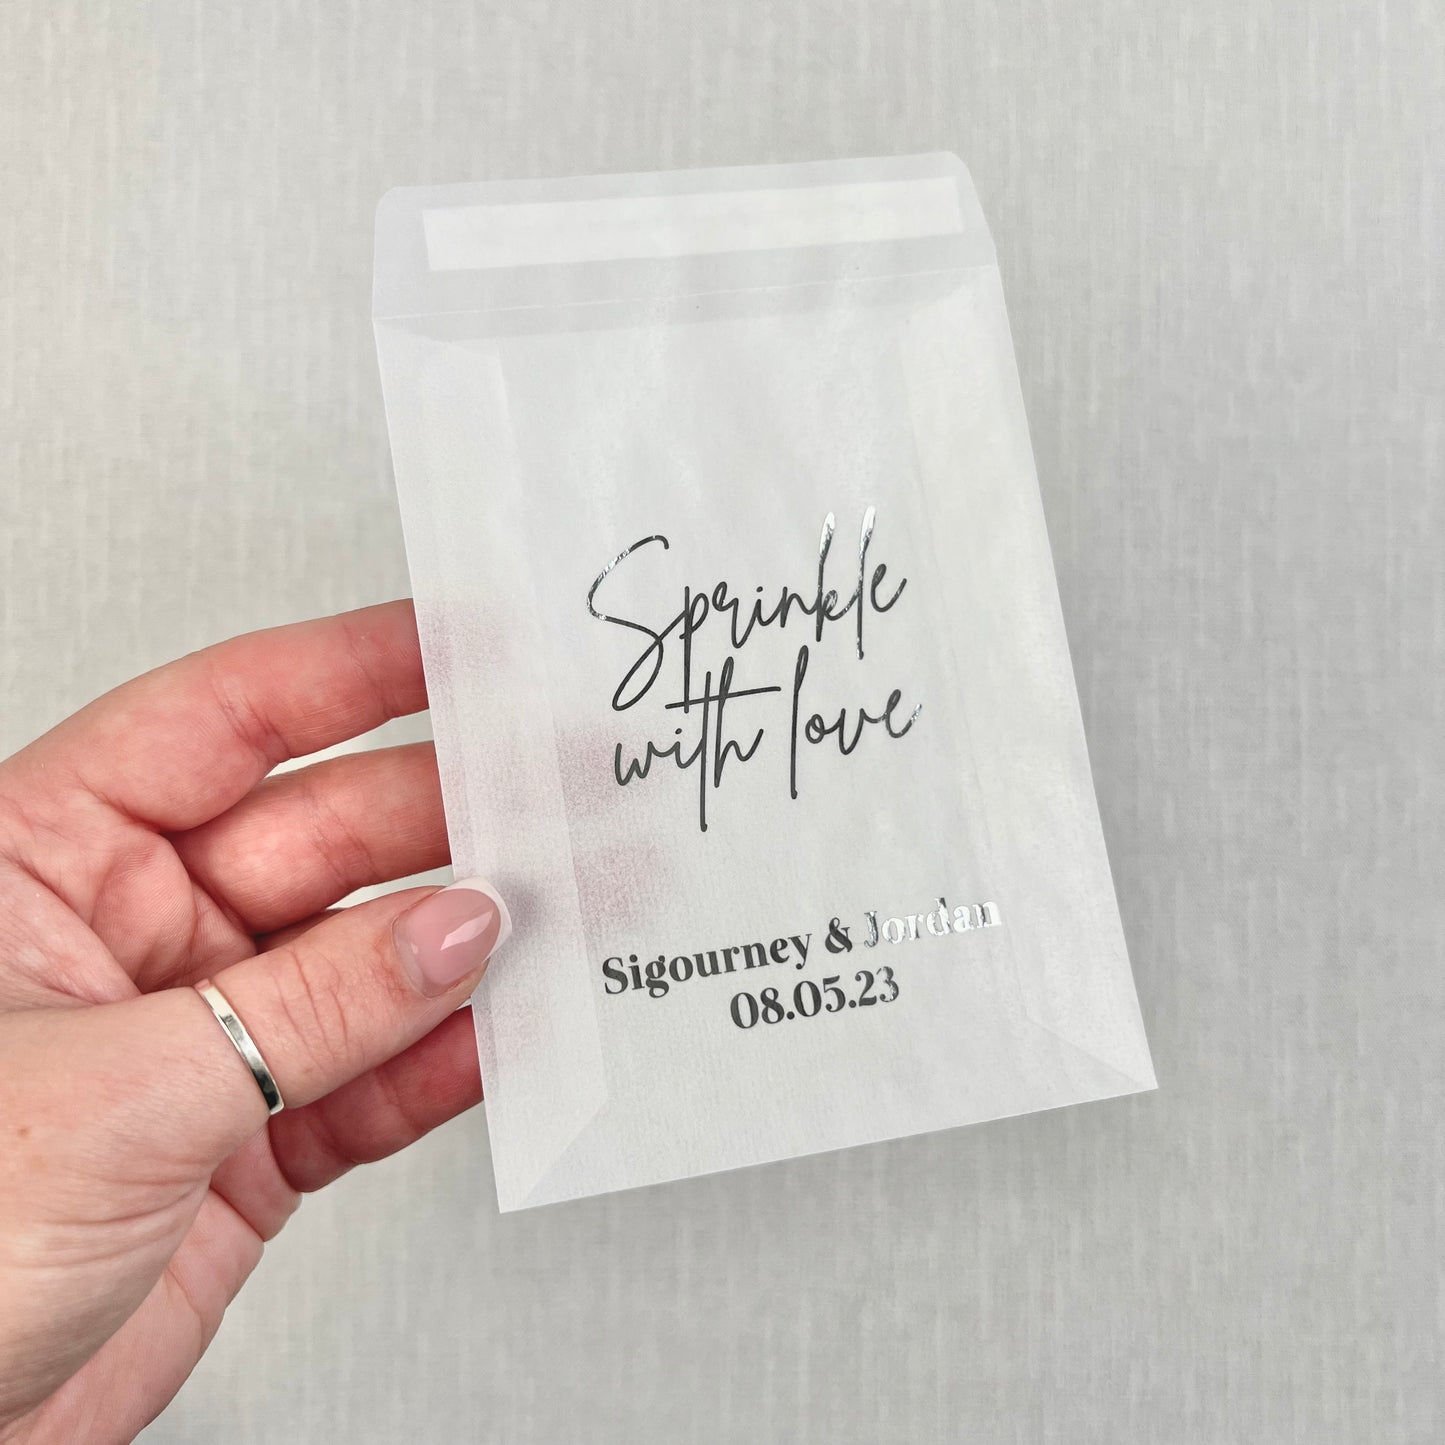 Sprinkle
with love
Sigourney & Jordan
08.05.23